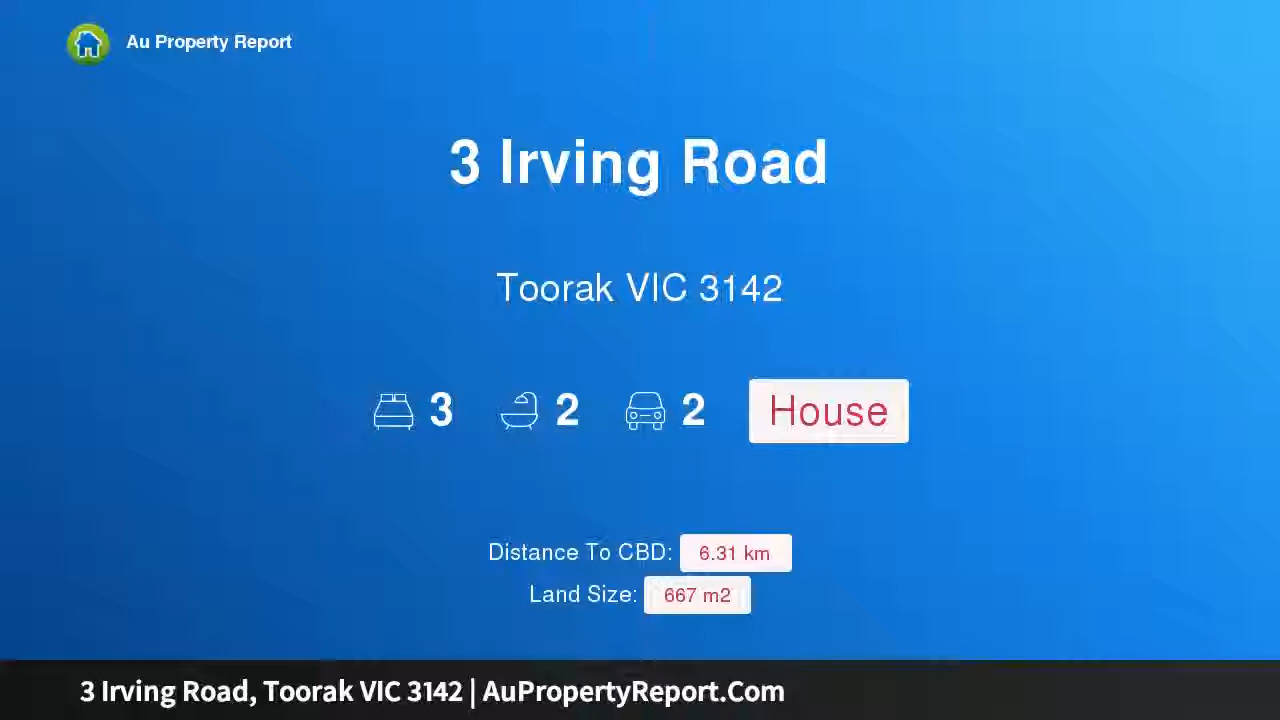 Au Property Report
3 Irving Road
Toorak VIC 3142
3 2 2 House
Distance To CBD: 6.31 km
Land Size: 667 m2
3 Irving Road, Toorak VIC 3142 | AuPropertyReport.Com